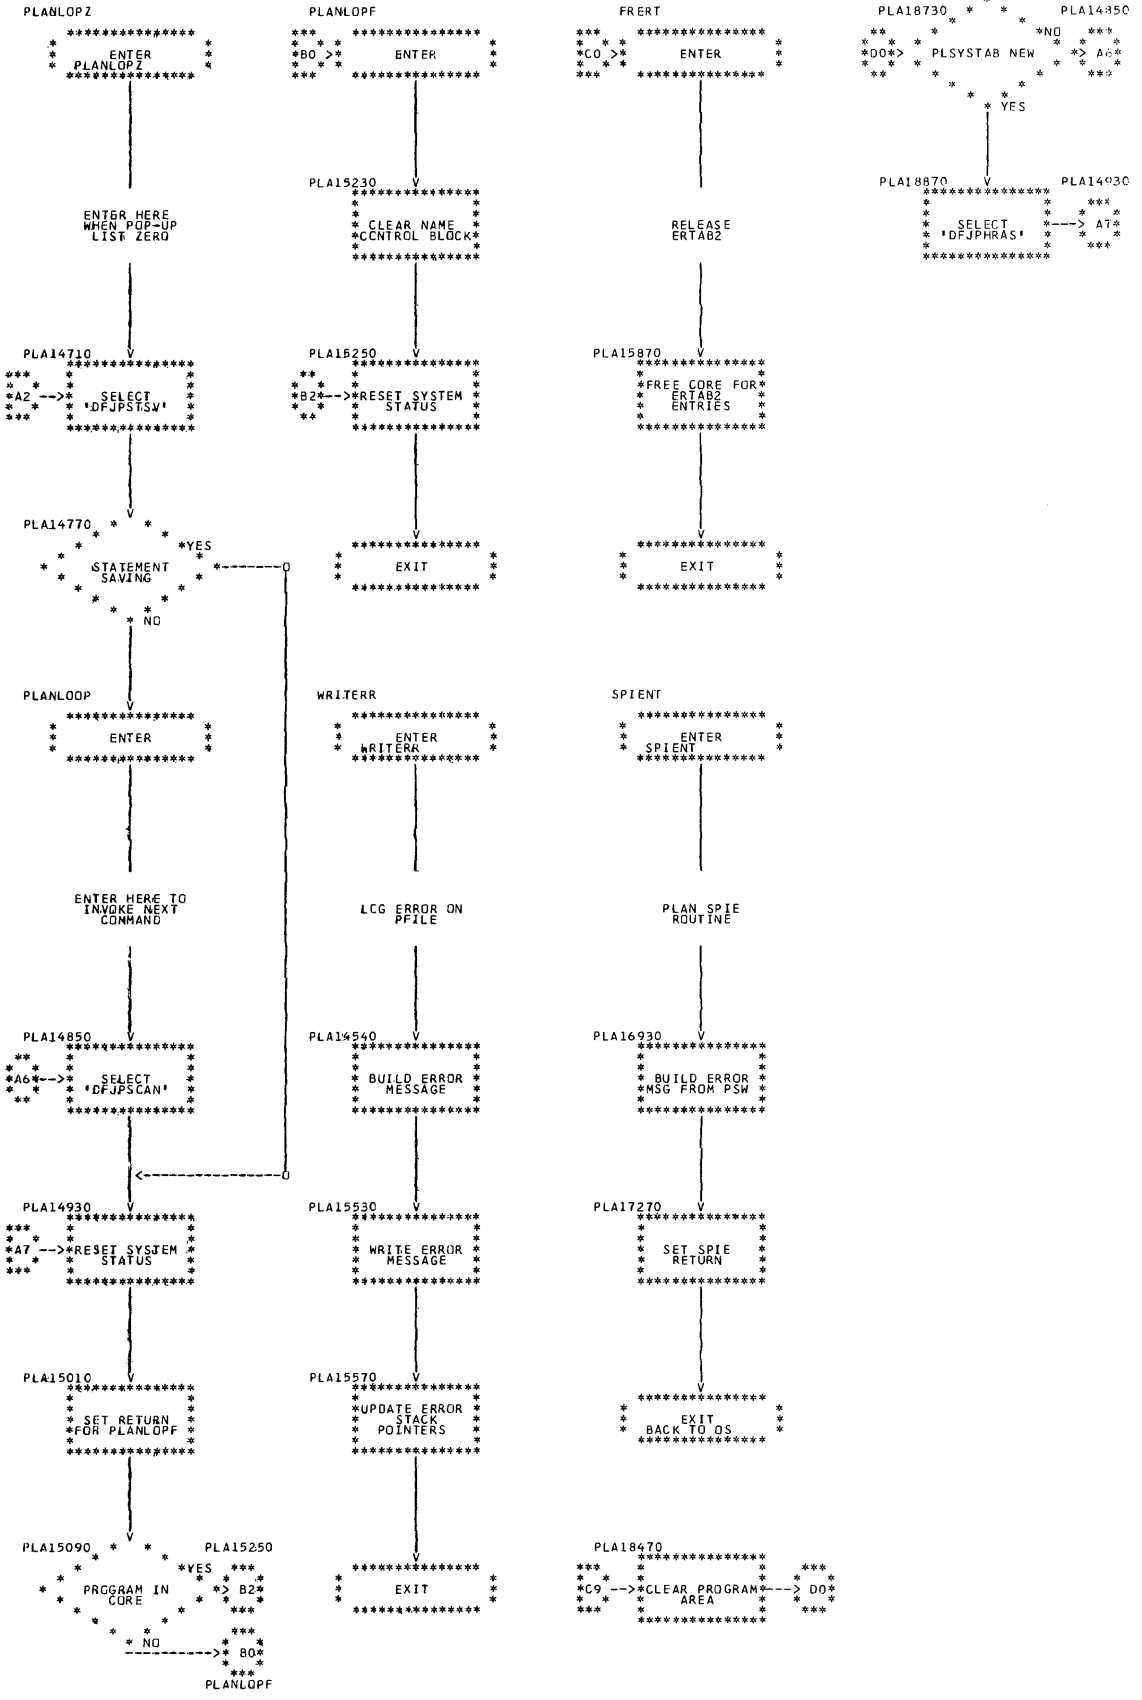 PLANLOPZ
ENTER
PLANLOPZ
ENTER HERE
WHEN POP-UP
LIST ZERO
PLA14710
A2
SELECT
'DFJPSTSV'
PLA14770
YES
STATEMENT
SAVING
NO
PLANLOOP
ENTER
ENTER HERE TO
INVOKE NEXT
COMMAND
PLA14850
A6
SELECT
'DFJPSCAN'
PLA14930
A7
RESET SYSTEM
STATUS
PLA15010
SET RETURN
FOR PLANLOPF
PLA15090
PLA15250
YES
PROGRAM IN
CORE
B2
NO
B0
PLANLOPF
PLANLOPF
B0
ENTER
PLA15230
CLEAR NAME
CONTROL BLOCK
PLA15250
B2
RESET SYSTEM
STATUS
EXIT
WRITERR
ENTER
WRITERR
LOG ERROR ON
PFILE
PLA14540
BUILD ERROR
MESSAGE
PLA15530
WRITE ERROR
MESSAGE
PLA15570
UPDATE ERROR
STACK
POINTERS
EXIT
FRERT
C0
ENTER
RELEASE
ERTAB2
PLA15870
FREE CORE FOR
ERTAB2
ENTRIES
EXIT
SPIENT
ENTER
SPIENT
PLAN SPIE
ROUTINE
PLA16930
BUILD ERROR
MSG FROM PSW
PLA17270
SET SPIE
RETURN
EXIT
BACK TO OS
PLA18470
C9
CLEAR PROGRAM
AREA
D0
PLA18730
PLA14850
NO
D0
PLSYSTAB NEW
A6
YES
PLA18870
PLA14930
SELECT
'DFJPHRAS'
A7